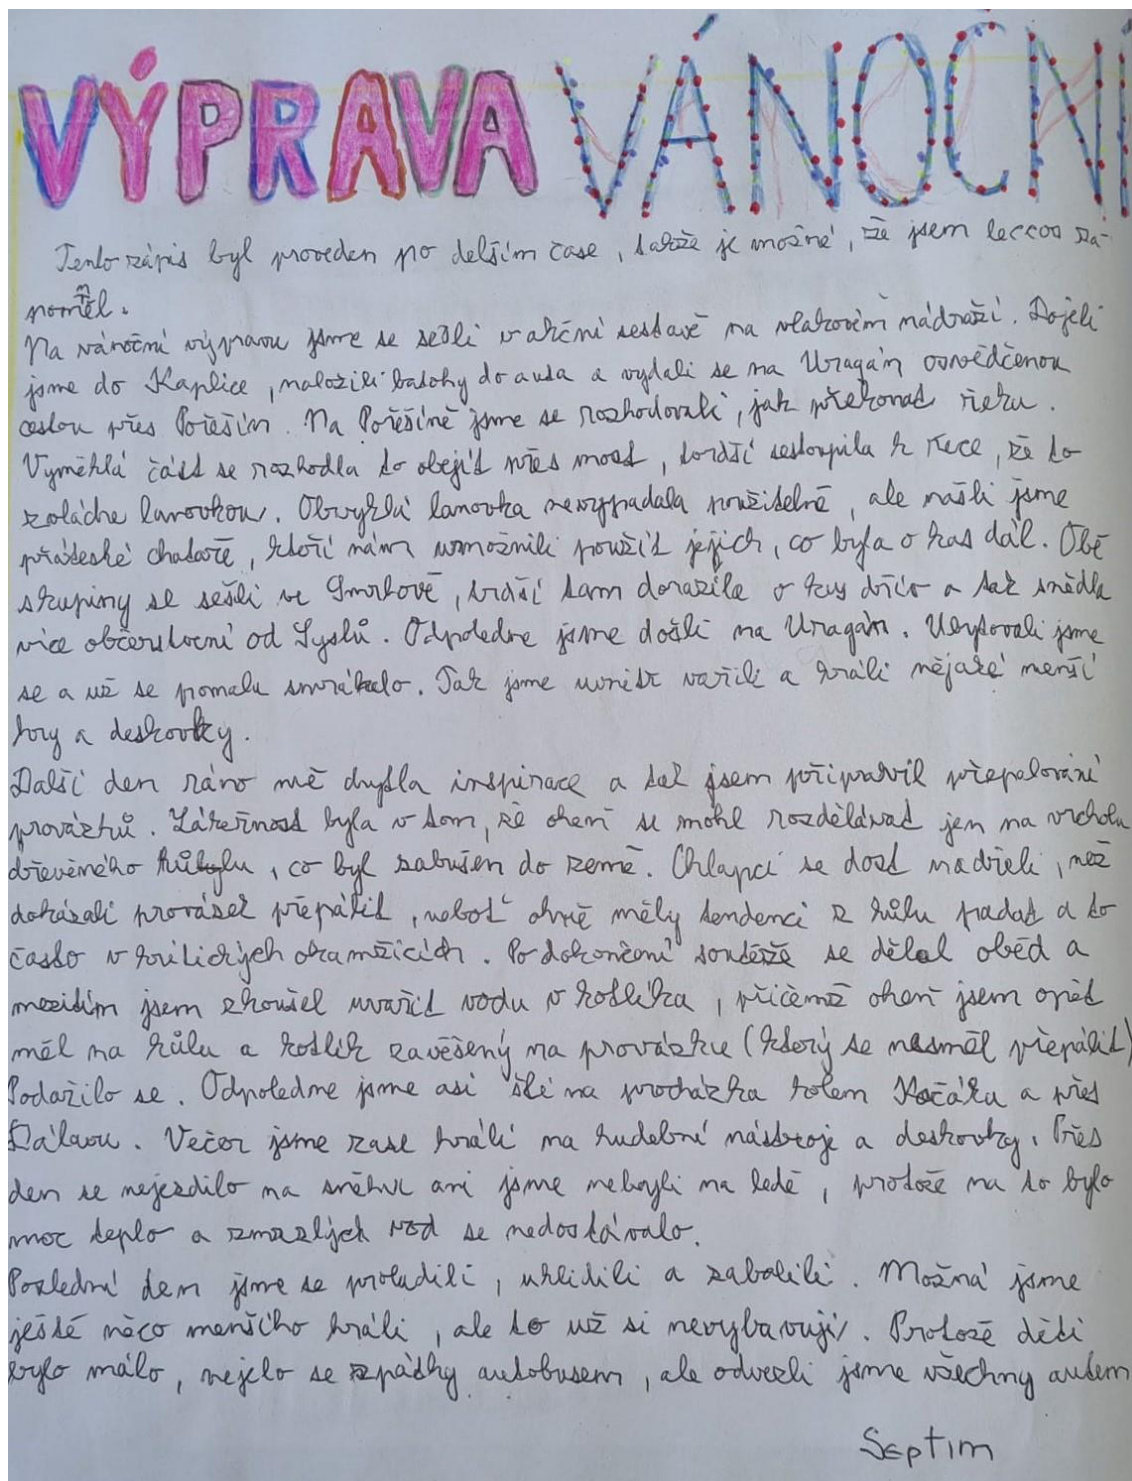 VÝPRAVA VÁNOČNÍ
Tento zápis byl proveden po delším čase, takže je možné, že jsem leccos za-
pomněl.
Na vánoční výpravu jsme se sešli v akční sestavě na vlakovém nádraží. Dojeli
jsme do Kaplice, naložili batohy do auta a vydali se na Uragán osvědčenou
cestou přes Pořešín. Na Pořešíně jsme se rozhodovali, jak překonat řeku.
Vyměklá část se rozhodla to obejít přes most, tvrdší sestoupila k řece, že to
zvládne lanovkou. Obvyklá lanovka nevypadala použitelně, ale našli jsme
přátelské chataře, kteří nám umožnili použít jejich, co byla o kus dál. Obě
skupiny se sešli ve Smrhově, tvrdší tam dorazila o kus dřív a tak snědla
více občerstvení od Syslů. Odpoledne jsme došli na Uragán. Ubytovali jsme
se a už se pomalu smrákalo. Tak jsme uvnitř vařili a hráli nějaké menší
hry a deskovky.
Další den ráno mě chytla inspirace a tak jsem připravil přepalování
provázků. Zákeřnost byla v tom, že oheň se mohl rozdělávat jen na vrcholu
dřevěného kůlu, co byl zabušen do země. Chlapci se dost nadřeli, než
dokázali provázek přepálit, neboť ohně měly tendenci z kůlu padat a to
často v kritických okamžicích. Po dokončení soutěže se dělal oběd a
mezitím jsem zkoušel uvařit vodu v kotlíku, přičemž oheň jsem opět
měl na kůlu a kotlík zavěšený na provázku (který se nesměl přepálit)
Podařilo se. Odpoledne jsme asi šli na procházku kolem Kočáku a přes
Dálavu. Večer jsme zase hráli na hudební nástroje a deskovky. Přes
den se nejezdilo na sněhu ani jsme nebyli na ledě, protože na to bylo
moc teplo a zmrzlých vod se nedostávalo.
Poslední den jsme se probudili, uklidili a zabalili. Možná jsme
ještě něco menšího hráli, ale to už si nevybavuji. Protože dětí
bylo málo, nejelo se zpátky autobusem, ale odvezli jsme všechny autem
Septim